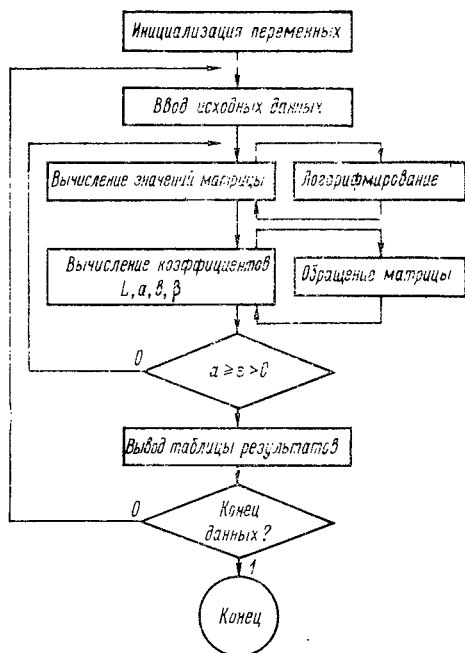 Инициализация переменных
Ввод исходных данных
Вычисление значений матрицы
Логарифмирование
Вычисление коэффициентов
L, а, в, β
Обращение матрицы
0
а ≥ в > 0
Вывод таблицы результатов
0
Конец
данных?
1
Конец